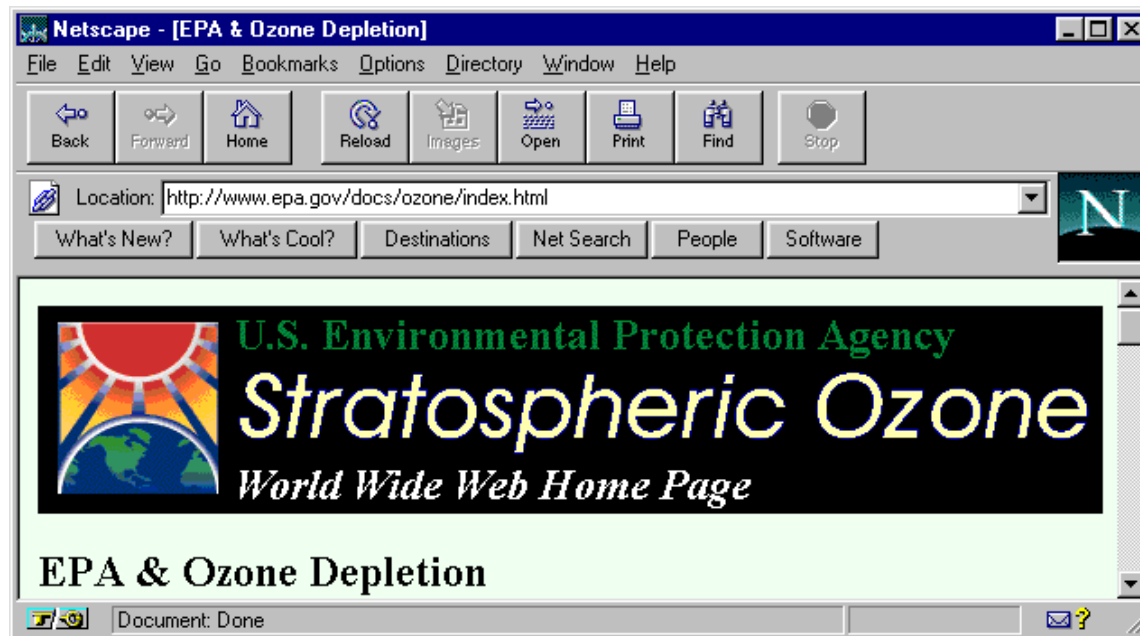 Netscape - [EPA & Ozone Depletion]
File Edit View Go Bookmarks Options Directory Window Help
Back Forward Home Reload Images Open Print Find Stop
Location: http://www.epa.gov/docs/ozone/index.html
What's New? What's Cool? Destinations Net Search People Software
N
U.S. Environmental Protection Agency
Stratospheric Ozone
World Wide Web Home Page
EPA & Ozone Depletion
Document: Done